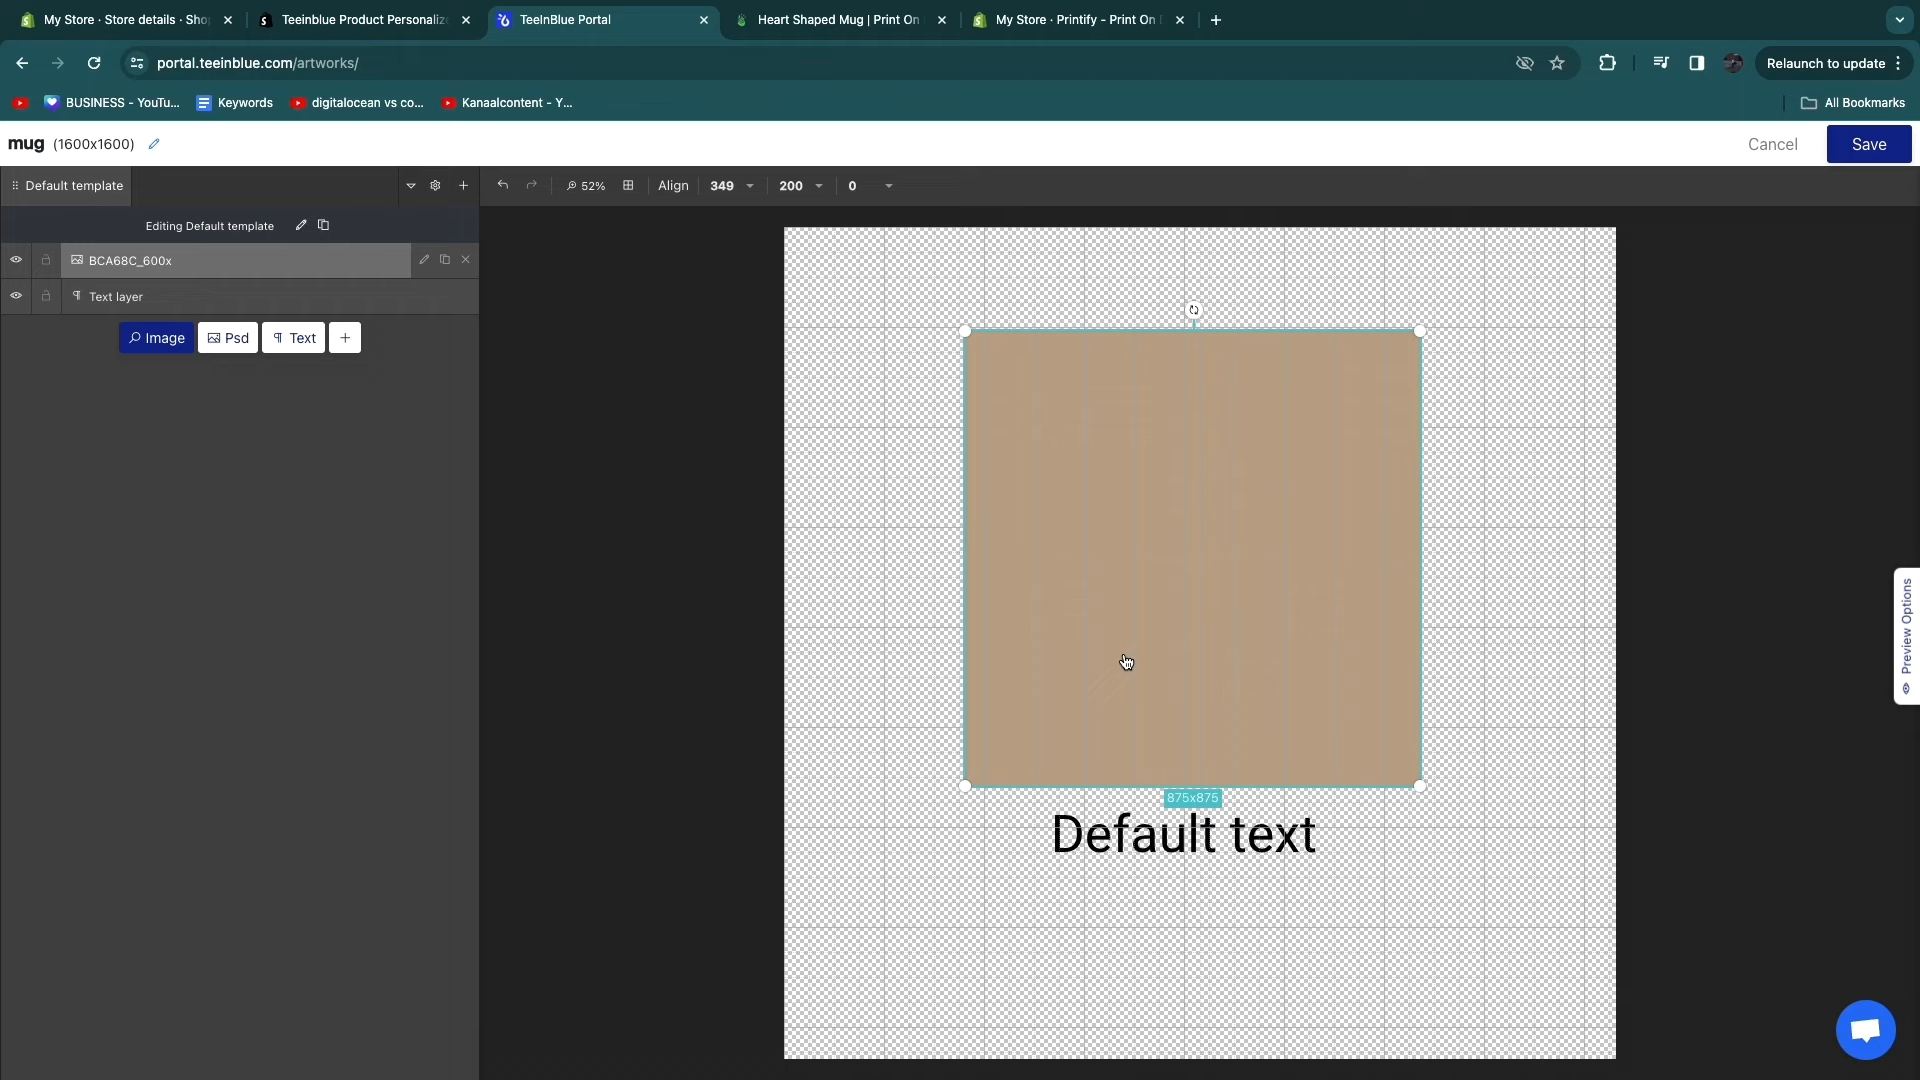 My Store · Store details · Sho
Teeinblue Product Personaliz
TeeInBlue Portal
Heart Shaped Mug | Print On
My Store · Printify - Print On
portal.teeinblue.com/artworks/
Relaunch to update
BUSINESS - YouTu...
Keywords
digitalocean vs co...
Kanaalcontent - Y...
All Bookmarks
mug (1600x1600)
Cancel
Save
Default template
52%
Align
349
200
0
Editing Default template
BCA68C_600x
Text layer
Image
Psd
Text
875x875
Default text
Preview Options